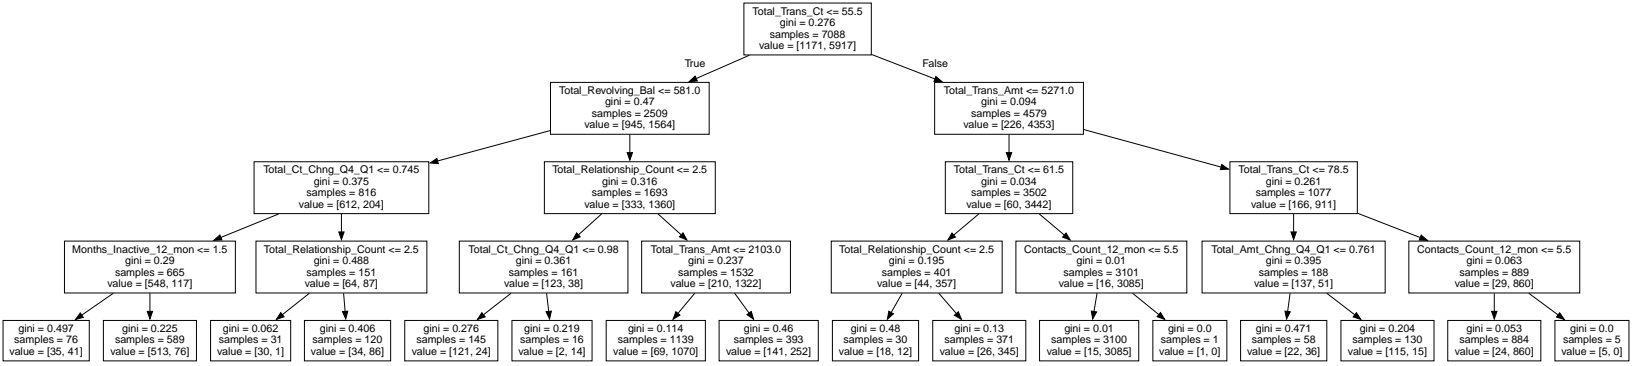 Total_Trans_Ct <= 55.5
gini = 0.276
samples = 7088
value = [1171, 5917]
True
False
Total_Revolving_Bal <= 581.0
gini = 0.47
samples = 2509
value = [945, 1564]
Total_Trans_Amt <= 5271.0
gini = 0.094
samples = 4579
value = [226, 4353]
Total_Ct_Chng_Q4_Q1 <= 0.745
gini = 0.375
samples = 816
value = [612, 204]
Total_Relationship_Count <= 2.5
gini = 0.316
samples = 1693
value = [333, 1360]
Total_Trans_Ct <= 61.5
gini = 0.034
samples = 3502
value = [60, 3442]
Total_Trans_Ct <= 78.5
gini = 0.261
samples = 1077
value = [166, 911]
Months_Inactive_12_mon <= 1.5
gini = 0.29
samples = 665
value = [548, 117]
Total_Relationship_Count <= 2.5
gini = 0.488
samples = 151
value = [64, 87]
Total_Ct_Chng_Q4_Q1 <= 0.98
gini = 0.361
samples = 161
value = [123, 38]
Total_Trans_Amt <= 2103.0
gini = 0.237
samples = 1532
value = [210, 1322]
Total_Relationship_Count <= 2.5
gini = 0.195
samples = 401
value = [44, 357]
Contacts_Count_12_mon <= 5.5
gini = 0.01
samples = 3101
value = [16, 3085]
Total_Amt_Chng_Q4_Q1 <= 0.761
gini = 0.395
samples = 188
value = [137, 51]
Contacts_Count_12_mon <= 5.5
gini = 0.063
samples = 889
value = [29, 860]
gini = 0.497
samples = 76
value = [35, 41]
gini = 0.225
samples = 589
value = [513, 76]
gini = 0.062
samples = 31
value = [30, 1]
gini = 0.406
samples = 120
value = [34, 86]
gini = 0.276
samples = 145
value = [121, 24]
gini = 0.219
samples = 16
value = [2, 14]
gini = 0.114
samples = 1139
value = [69, 1070]
gini = 0.46
samples = 393
value = [141, 252]
gini = 0.48
samples = 30
value = [18, 12]
gini = 0.13
samples = 371
value = [26, 345]
gini = 0.01
samples = 3100
value = [15, 3085]
gini = 0.0
samples = 1
value = [1, 0]
gini = 0.471
samples = 58
value = [22, 36]
gini = 0.204
samples = 130
value = [115, 15]
gini = 0.053
samples = 884
value = [24, 860]
gini = 0.0
samples = 5
value = [5, 0]